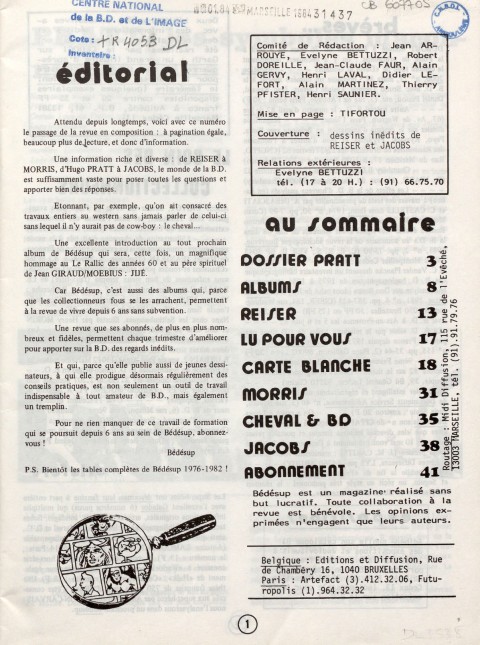 CENTRE NATIONAL
de la B.D. et de L'IMAGE
Cote : XR 4053 DL
Inventaire :
MARSEILLE 1984 31437
CB 607705
éditorial
Attendu depuis longtemps, voici avec ce numéro
le passage de la revue en composition : à pagination égale,
beaucoup plus de lecture, et donc d'information.
Une information riche et diverse : de REISER à
MORRIS, d'Hugo PRATT à JACOBS, le monde de la B.D.
est suffisamment vaste pour poser toutes les questions et
apporter bien des réponses.
Etonnant, par exemple, qu'on ait consacré des
travaux entiers au western sans jamais parler de celui-ci
sans lequel il n'y aurait pas de cow-boy : le cheval...
Une excellente introduction au tout prochain
album de Bédésup qui sera, cette fois, un magnifique
hommage au Le Rallic des années 60 et au père spirituel
de Jean GIRAUD/MOEBIUS : JIJÉ.
Car Bédésup, c'est aussi des albums qui, parce
que les collectionneurs fous se les arrachent, permettent
à la revue de vivre depuis 6 ans sans subvention.
Une revue que ses abonnés, de plus en plus nom-
breux et fidèles, permettent chaque trimestre d'améliorer
pour apporter sur la B.D. des regards inédits.
Et qui, parce qu'elle publie aussi de jeunes dessi-
nateurs, à qui elle prodigue désormais régulièrement des
conseils pratiques, est non seulement un outil de travail
indispensable à tout amateur de B.D., mais également
un tremplin.
Pour ne rien manquer de ce travail de formation
qui se poursuit depuis 6 ans au sein de Bédésup, abonnez-
vous !
Bédésup
P.S. Bientôt les tables complètes de Bédésup 1976-1982 !
Comité de Rédaction : Jean AR-
ROUYE, Evelyne BETTUZZI, Robert
DOREILLE, Jean-Claude FAUR, Alain
GERVY, Henri LAVAL, Didier LE-
FORT, Alain MARTINEZ, Thierry
PFISTER, Henri SAUNIER.
Mise en page : TIFORTOU
Couverture : dessins inédits de
REISER et JACOBS
Relations extérieures :
Evelyne BETTUZZI
tél. (17 à 20 H.) : (91) 66.75.70
au sommaire
DOSSIER PRATT 3
ALBUMS 8
REISER 13
LU POUR VOUS 17
CARTE BLANCHE 18
MORRIS 31
CHEVAL & BD 35
JACOBS 38
ABONNEMENT 41
Routage : Midi Diffusion, 115 rue de l'Evêché,
13003 MARSEILLE, tél. (91).91.79.76
Bédésup est un magazine réalisé sans
but lucratif. Toute collaboration à la
revue est bénévole. Les opinions ex-
primées n'engagent que leurs auteurs.
Belgique : Editions et Diffusion, Rue
de Chambéry 16, 1040 BRUXELLES
Paris : Artefact (3).412.32.06, Futu-
ropolis (1).964.32.32
1